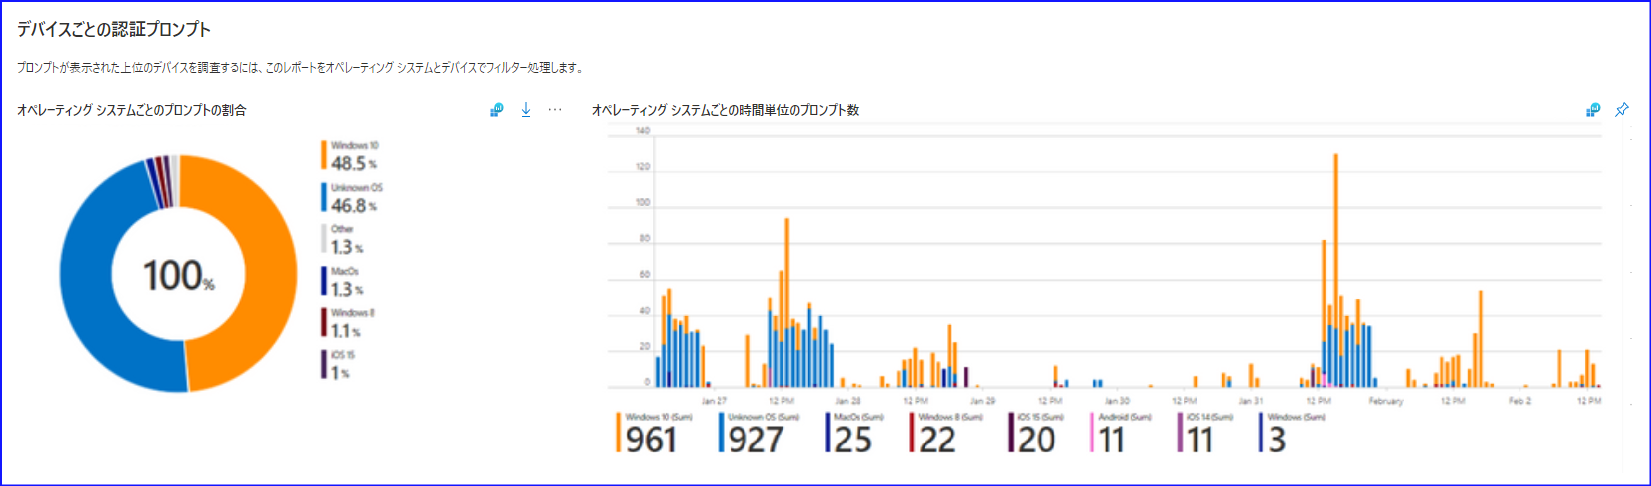 デバイスごとの認証プロンプト
プロンプトが表示された上位のデバイスを調査するには、このレポートをオペレーティング システムとデバイスでフィルター処理します。
オペレーティング システムごとのプロンプトの割合
100%
Windows 10
48.5 %
Unknown OS
46.8 %
Other
1.3 %
MacOs
1.3 %
Windows 8
1.1 %
iOS 15
1 %
オペレーティング システムごとの時間単位のプロンプト数
140
120
100
80
60
40
20
0
Jan 27 12 PM Jan 28 12 PM Jan 29 12 PM Jan 30 12 PM Jan 31 12 PM February 12 PM Feb 2 12 PM
Windows 10 (Sum) Unknown OS (Sum) MacOs (Sum) Windows 8 (Sum) iOS 15 (Sum) Android (Sum) iOS 14 (Sum) Windows (Sum)
961 927 25 22 20 11 11 3